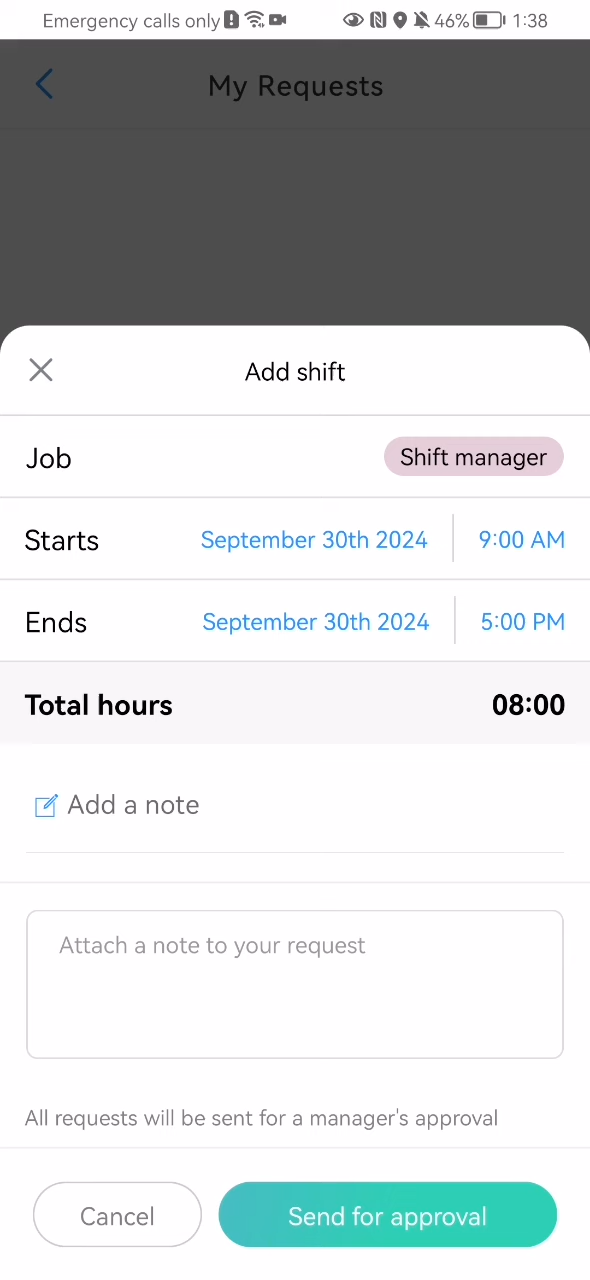 Emergency calls only 46% 1:38
My Requests
Add shift
Job Shift manager
Starts September 30th 2024 9:00 AM
Ends September 30th 2024 5:00 PM
Total hours 08:00
Add a note
Attach a note to your request
All requests will be sent for a manager's approval
Cancel Send for approval